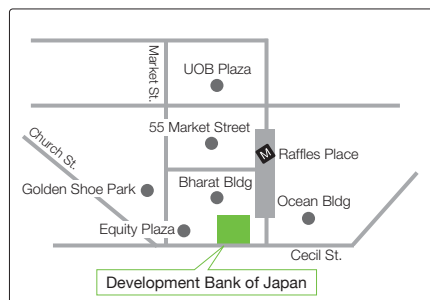 Market St.
UOB Plaza
55 Market Street
Church St.
M
Raffles Place
Bharat Bldg
Golden Shoe Park
Ocean Bldg
Equity Plaza
Cecil St.
Development Bank of Japan